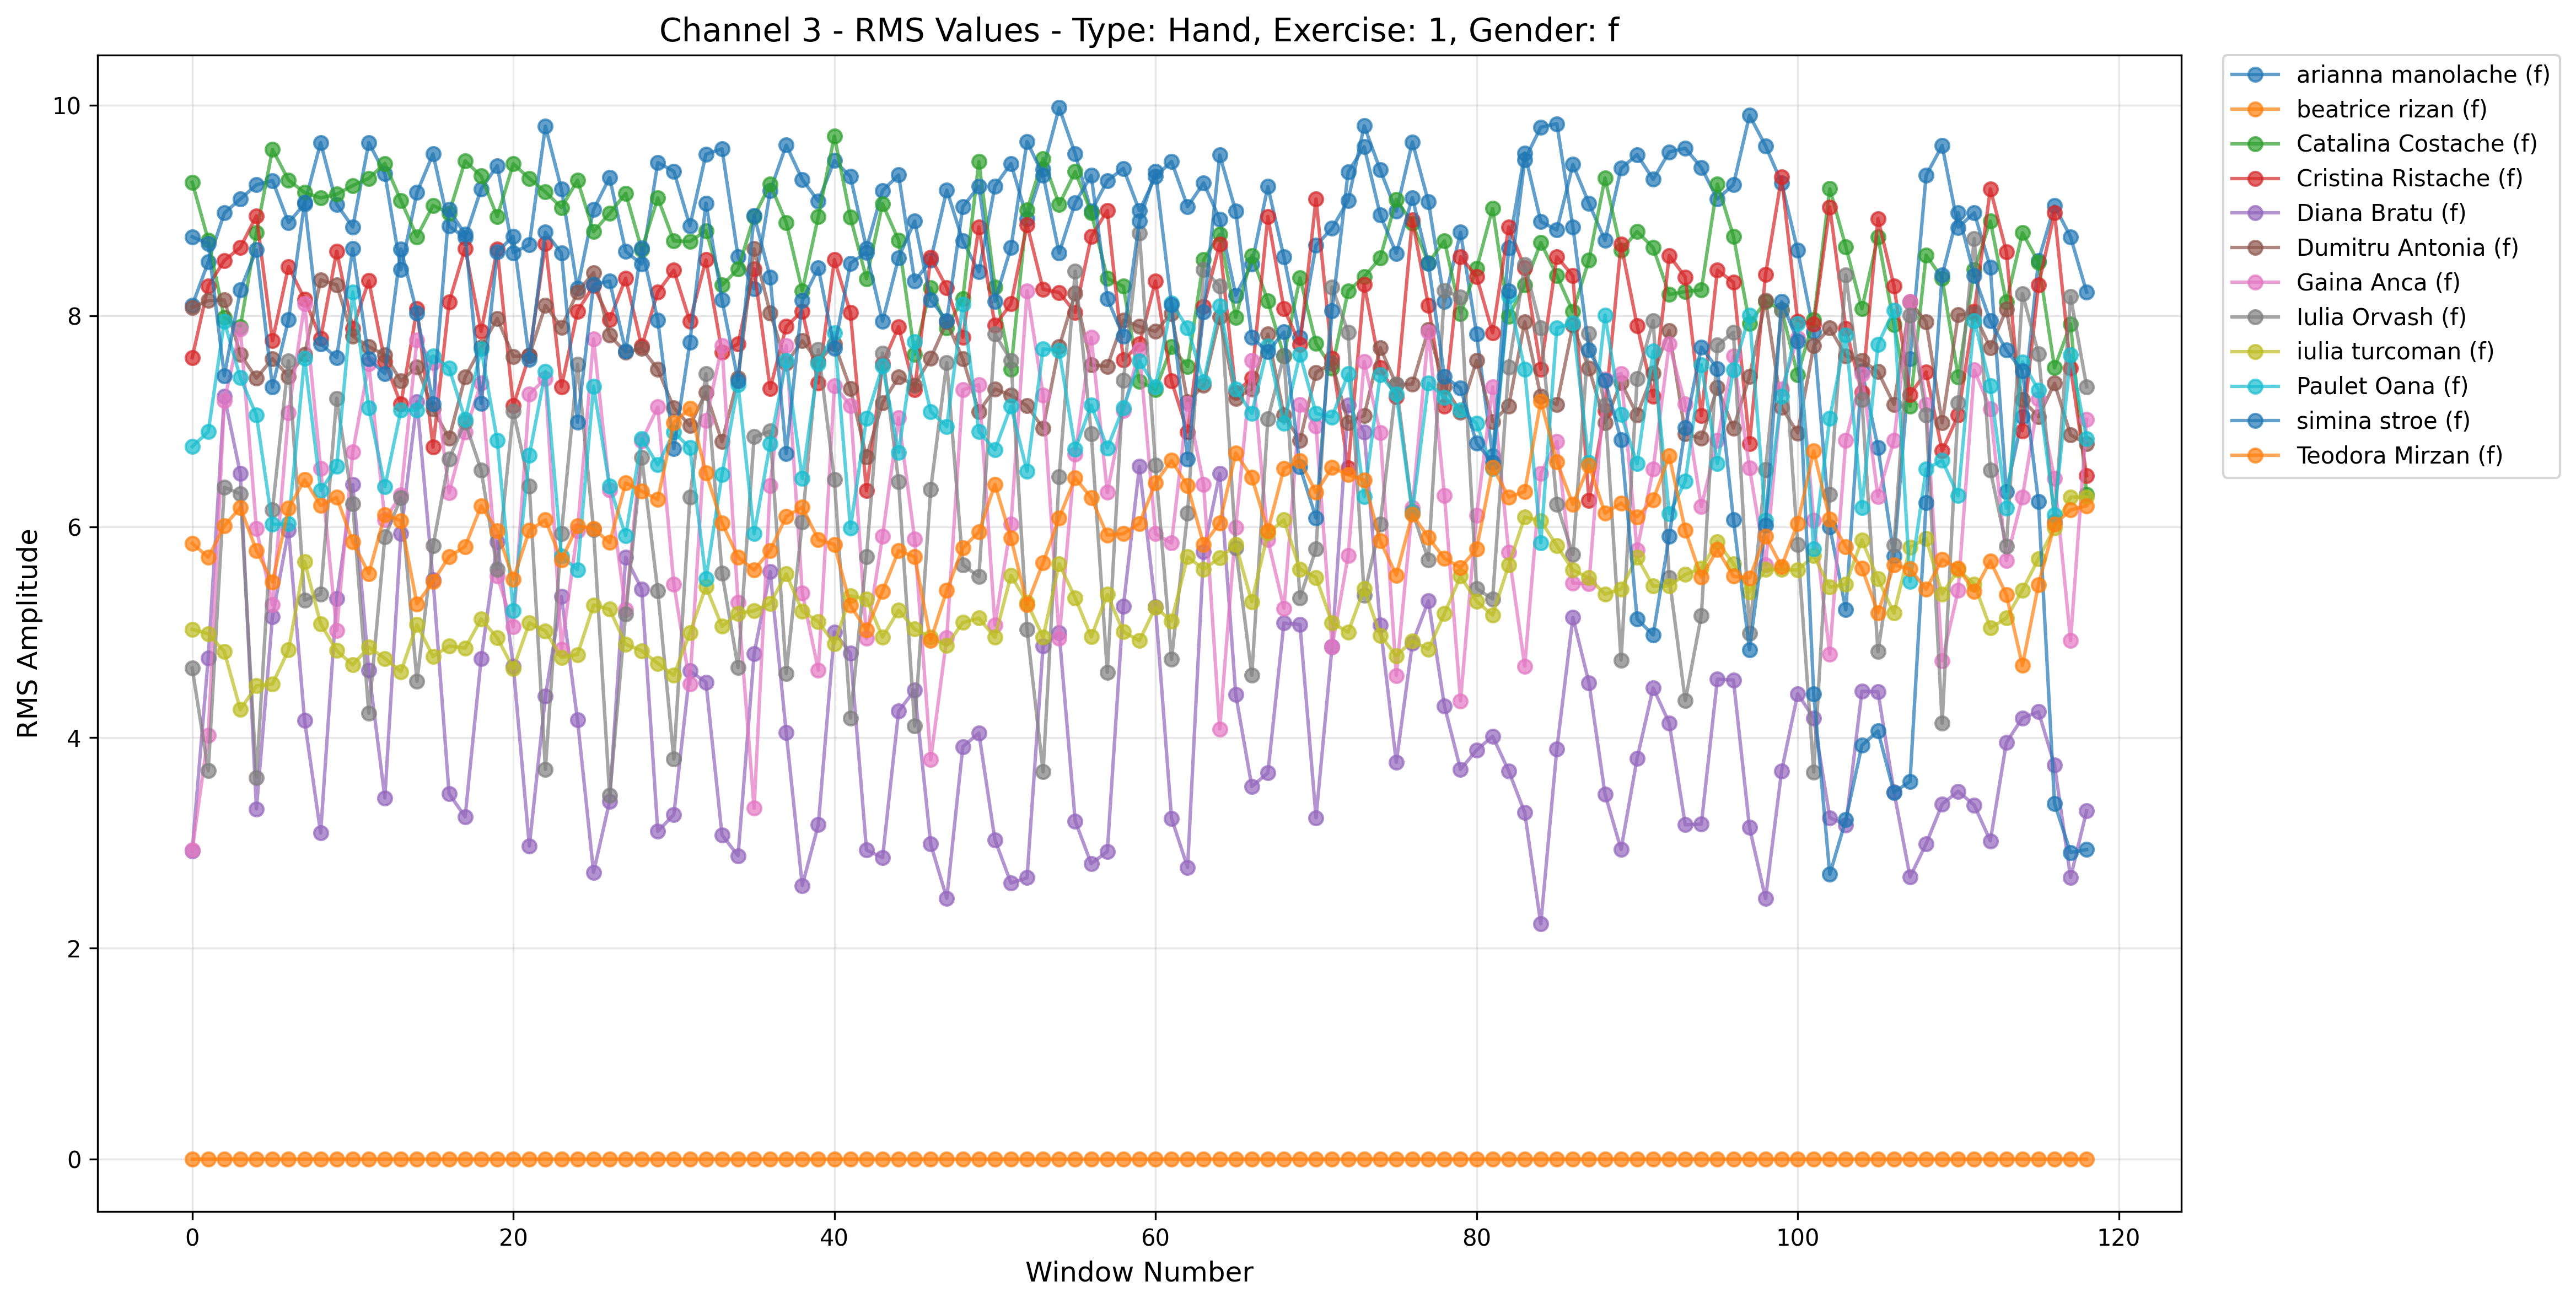 Channel 3 - RMS Values - Type: Hand, Exercise: 1, Gender: f
10
8
6
4
2
0
RMS Amplitude
0 20 40 60 80 100 120
Window Number
arianna manolache (f)
beatrice rizan (f)
Catalina Costache (f)
Cristina Ristache (f)
Diana Bratu (f)
Dumitru Antonia (f)
Gaina Anca (f)
Iulia Orvash (f)
iulia turcoman (f)
Paulet Oana (f)
simina stroe (f)
Teodora Mirzan (f)